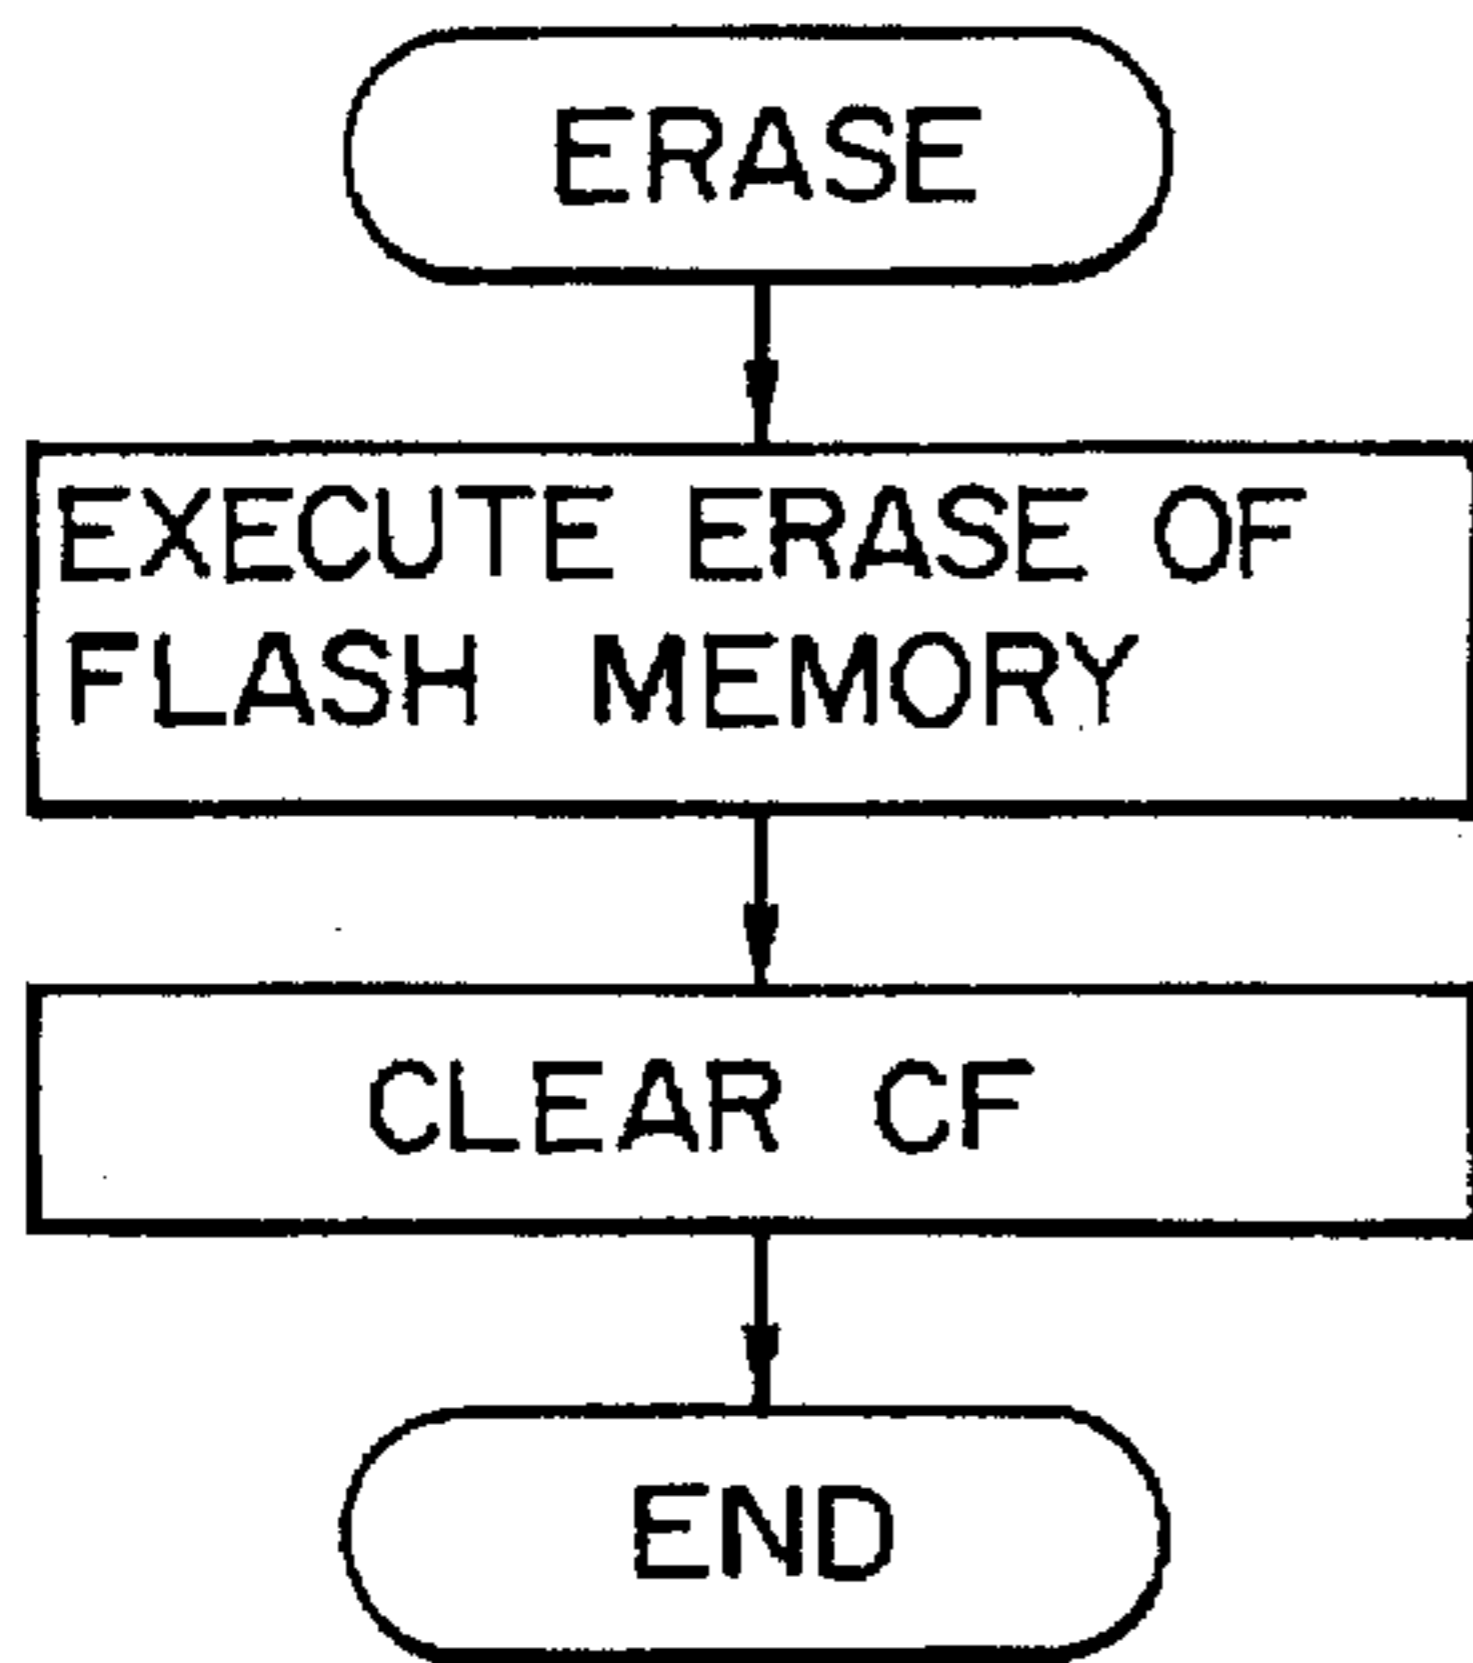 ERASE
EXECUTE ERASE OF
FLASH MEMORY
CLEAR CF
END